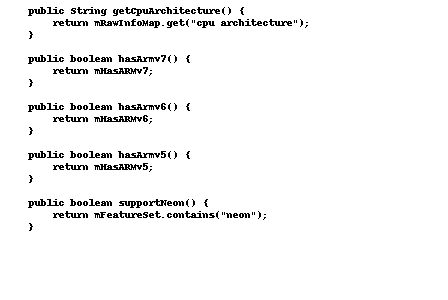 public String getCpuArchitecture() {
    return mRawInfoMap.get("cpu architecture");
}

public boolean hasArmv7() {
    return mHasARMv7;
}

public boolean hasArmv6() {
    return mHasARMv6;
}

public boolean hasArmv5() {
    return mHasARMv5;
}

public boolean supportNeon() {
    return mFeatureSet.contains("neon");
}